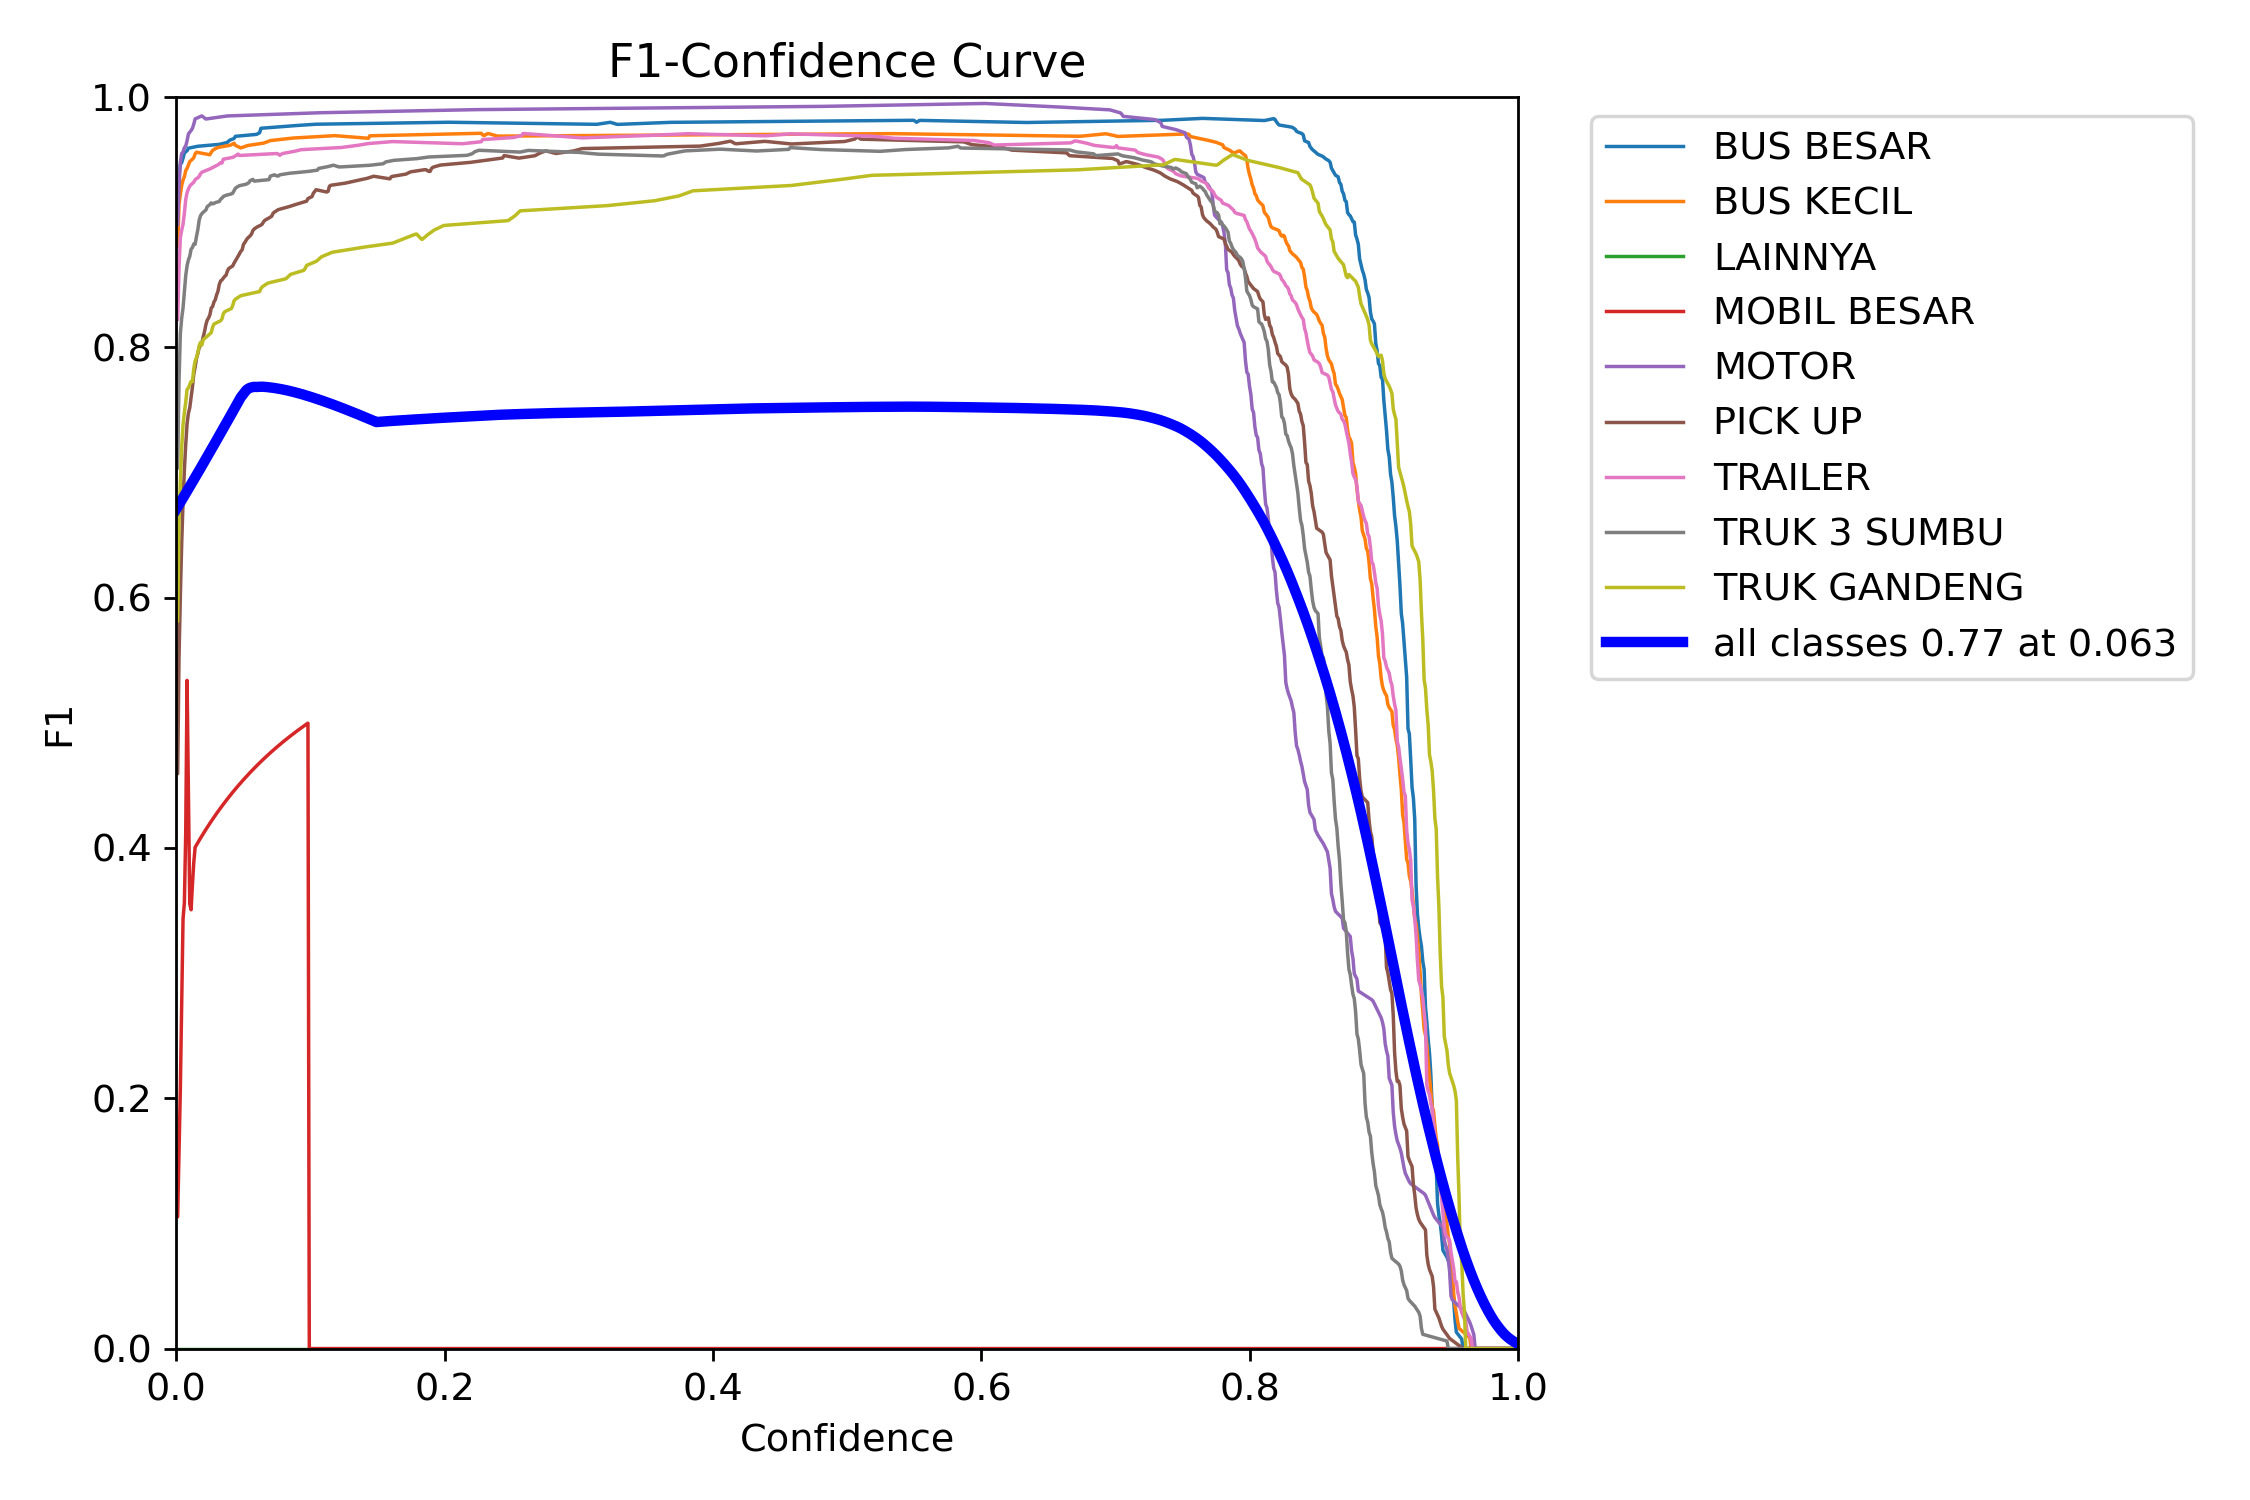 F1-Confidence Curve
1.0
0.8
0.6
0.4
0.2
0.0
F1
0.0 0.2 0.4 0.6 0.8 1.0
Confidence
BUS BESAR
BUS KECIL
LAINNYA
MOBIL BESAR
MOTOR
PICK UP
TRAILER
TRUK 3 SUMBU
TRUK GANDENG
all classes 0.77 at 0.063